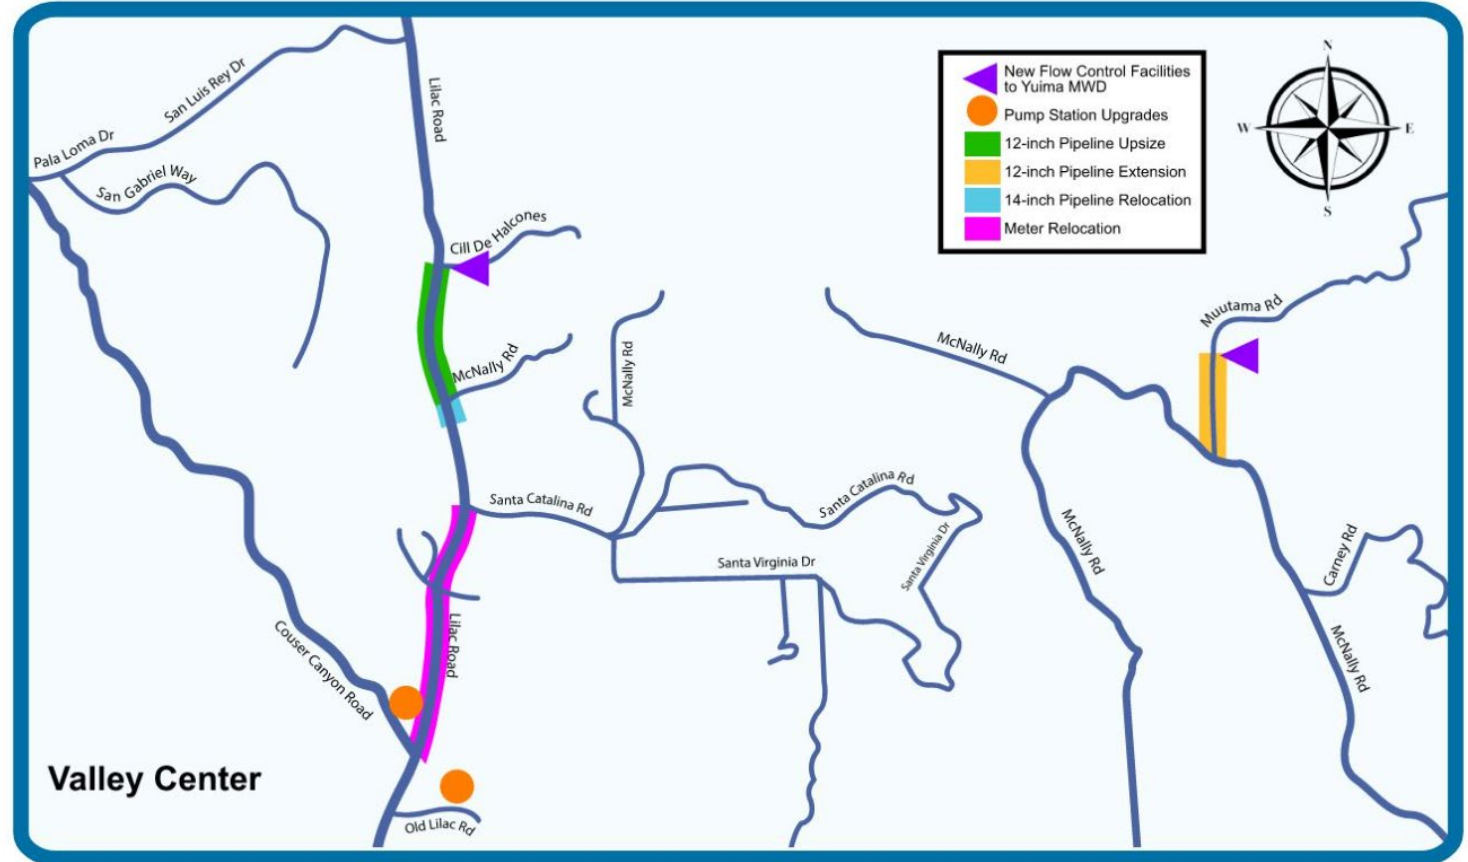 San Luis Rey Dr
Lilac Road
Pala Loma Dr
San Gabriel Way
Cill De Halcones
McNally Rd
McNally Rd
McNally Rd
Muutama Rd
Santa Catalina Rd
Santa Catalina Rd
Santa Virginia Dr
Santa Virginia Dr
McNally Rd
Carney Rd
McNally Rd
Lilac Road
Couser Canyon Road
Old Lilac Rd
Valley Center
New Flow Control Facilities
to Yuima MWD
Pump Station Upgrades
12-inch Pipeline Upsize
12-inch Pipeline Extension
14-inch Pipeline Relocation
Meter Relocation
N
W
E
S